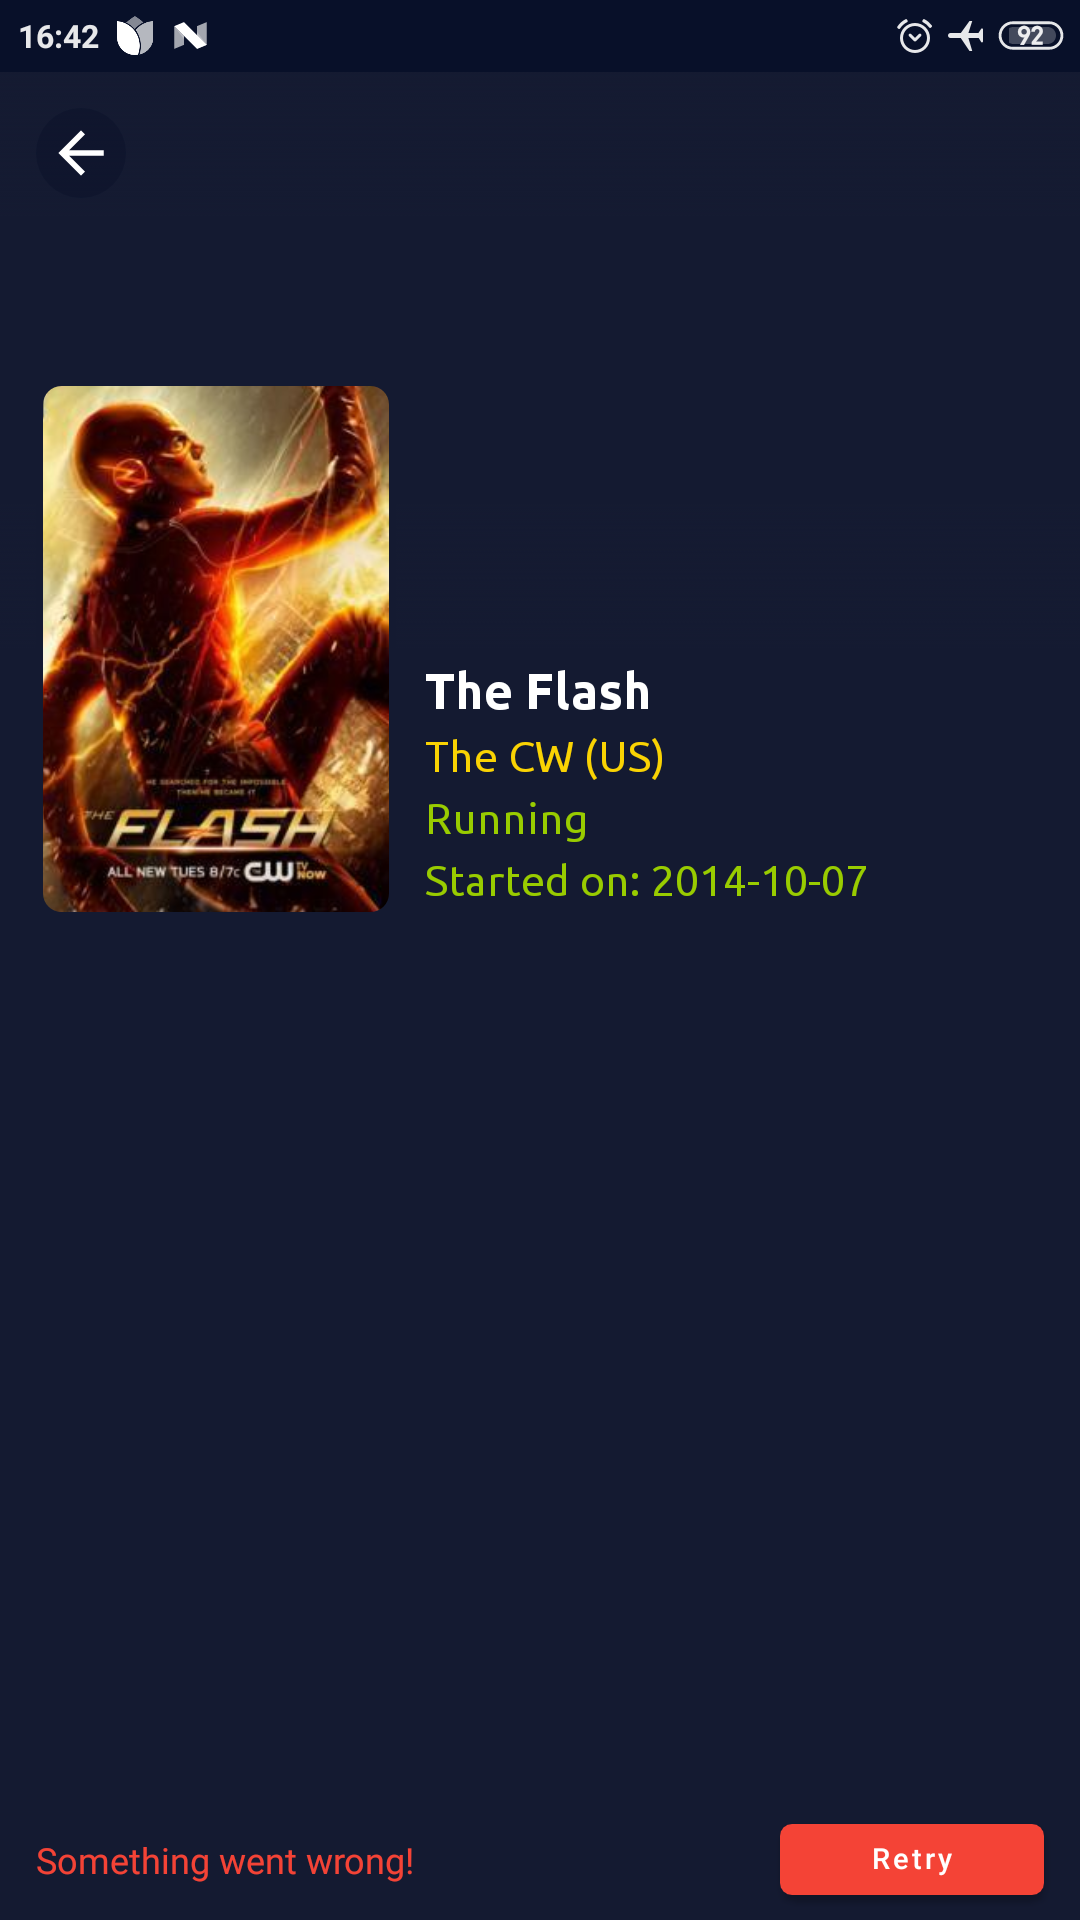 16:42
92
HE SEARCHED FOR THE IMPOSSIBLE
THEN HE BECAME IT
THE FLASH
ALL NEW TUES 8/7c CW TV NOW
The Flash
The CW (US)
Running
Started on: 2014-10-07
Something went wrong!
Retry